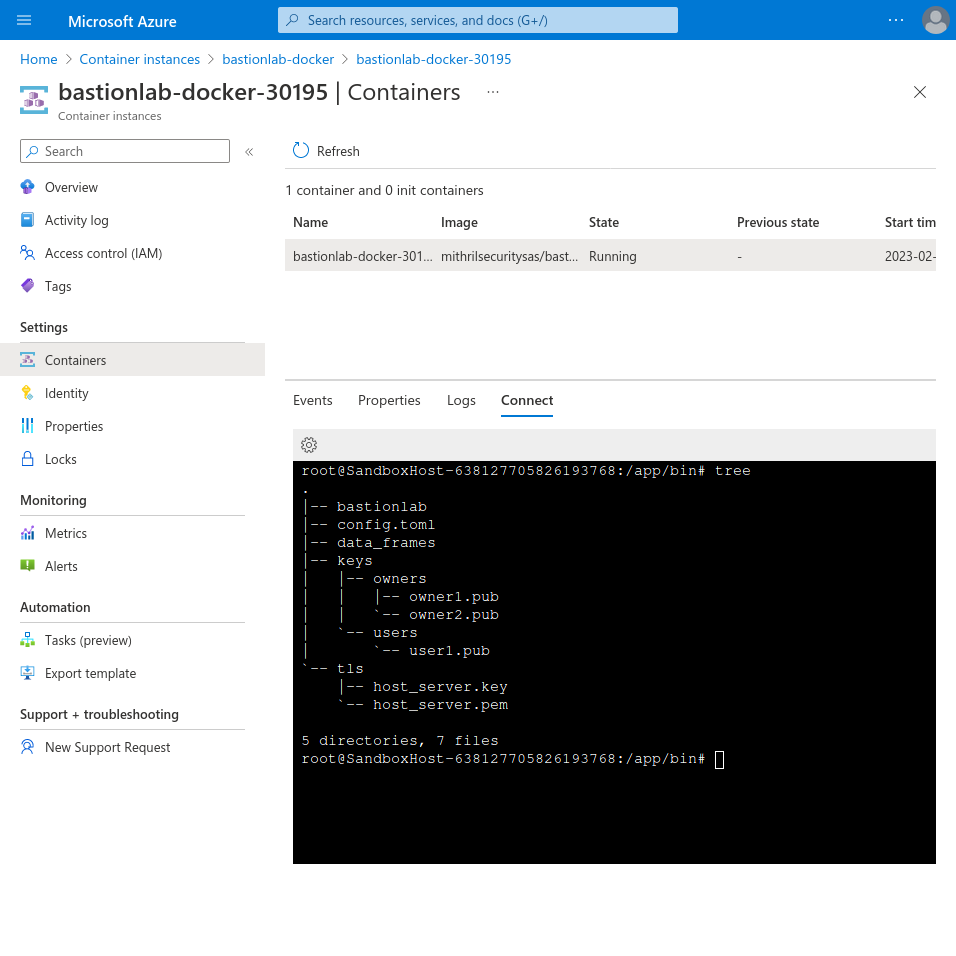 Microsoft Azure
Search resources, services, and docs (G+/)
Home > Container instances > bastionlab-docker > bastionlab-docker-30195
bastionlab-docker-30195 | Containers ...
Container instances
Search
«
Overview
Activity log
Access control (IAM)
Tags
Settings
Containers
Identity
Properties
Locks
Monitoring
Metrics
Alerts
Automation
Tasks (preview)
Export template
Support + troubleshooting
New Support Request
Refresh
1 container and 0 init containers
Name Image State Previous state Start tim
bastionlab-docker-301... mithrilsecuritysas/bast... Running - 2023-02-
Events Properties Logs Connect
root@SandboxHost-638127705826193768:/app/bin# tree
.
|-- bastionlab
|-- config.toml
|-- data_frames
|-- keys
|   |-- owners
|   |   |-- owner1.pub
|   |   `-- owner2.pub
|   `-- users
|       `-- user1.pub
`-- tls
    |-- host_server.key
    `-- host_server.pem
5 directories, 7 files
root@SandboxHost-638127705826193768:/app/bin#